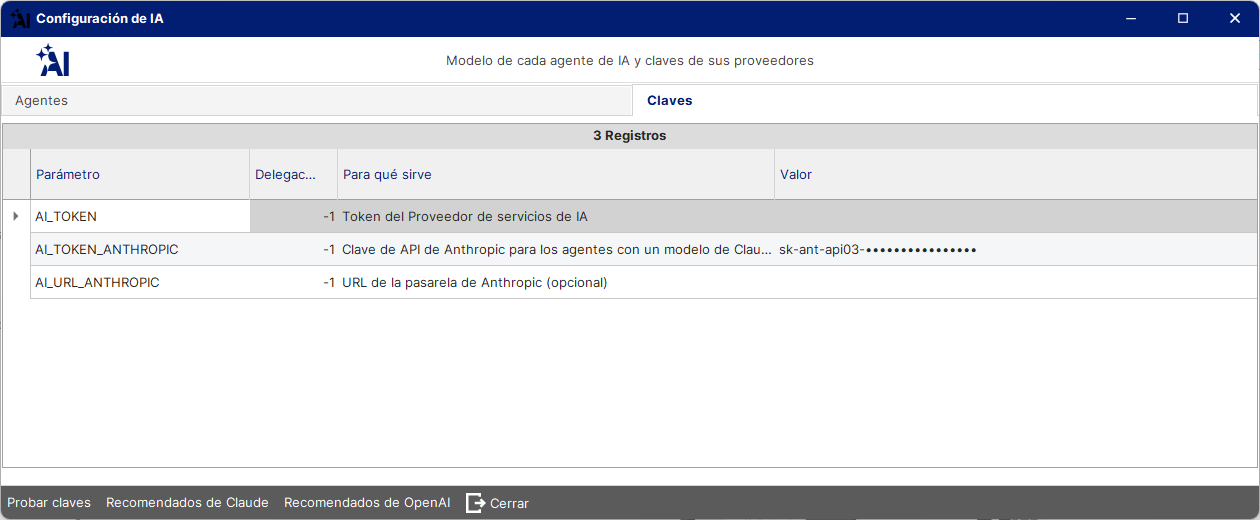 AI Configuración de IA
AI
Modelo de cada agente de IA y claves de sus proveedores
Agentes Claves
3 Registros
Parámetro Delegac... Para qué sirve Valor
AI_TOKEN -1 Token del Proveedor de servicios de IA
AI_TOKEN_ANTHROPIC -1 Clave de API de Anthropic para los agentes con un modelo de Clau... sk-ant-api03-••••••••••••••••
AI_URL_ANTHROPIC -1 URL de la pasarela de Anthropic (opcional)
Probar claves Recomendados de Claude Recomendados de OpenAI Cerrar